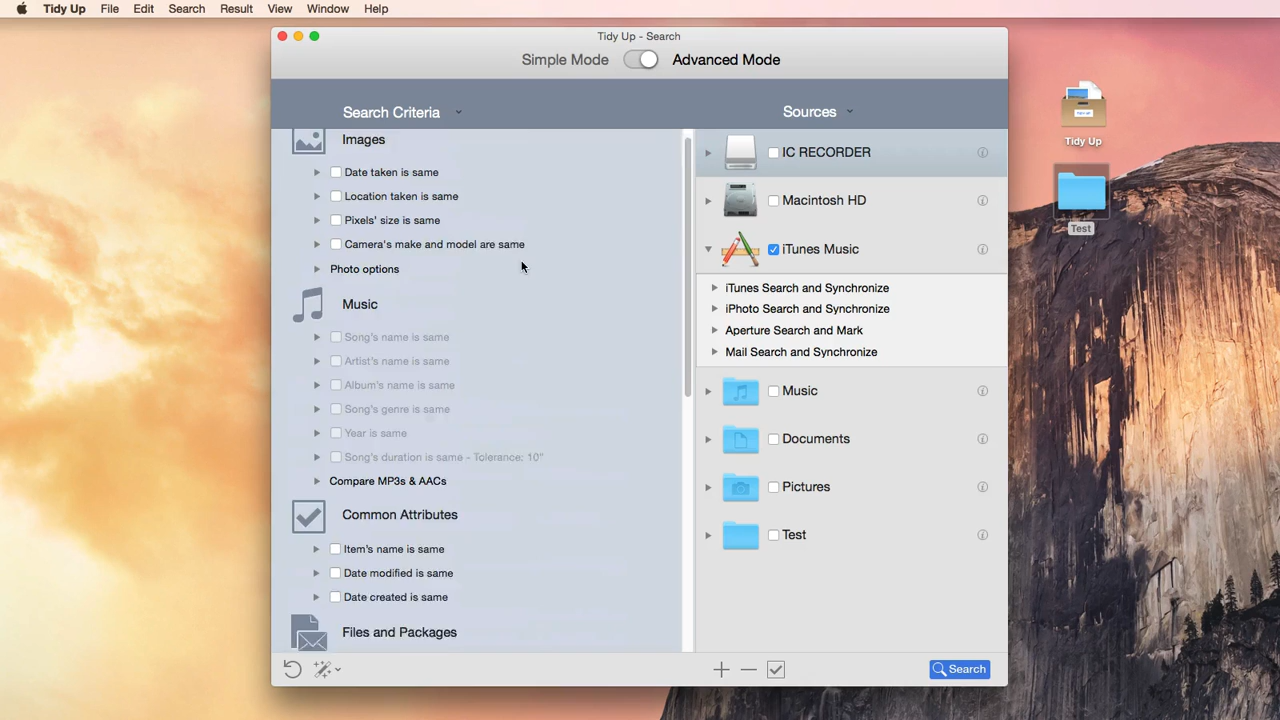 Tidy Up File Edit Search Result View Window Help
Tidy Up - Search
Simple Mode Advanced Mode
Search Criteria
Images
Date taken is same
Location taken is same
Pixels' size is same
Camera's make and model are same
Photo options
Music
Song's name is same
Artist's name is same
Album's name is same
Song's genre is same
Year is same
Song's duration is same - Tolerance: 10"
Compare MP3s & AACs
Common Attributes
Item's name is same
Date modified is same
Date created is same
Files and Packages
Sources
IC RECORDER
Macintosh HD
iTunes Music
iTunes Search and Synchronize
iPhoto Search and Synchronize
Aperture Search and Mark
Mail Search and Synchronize
Music
Documents
Pictures
Test
Search
Tidy Up
Test